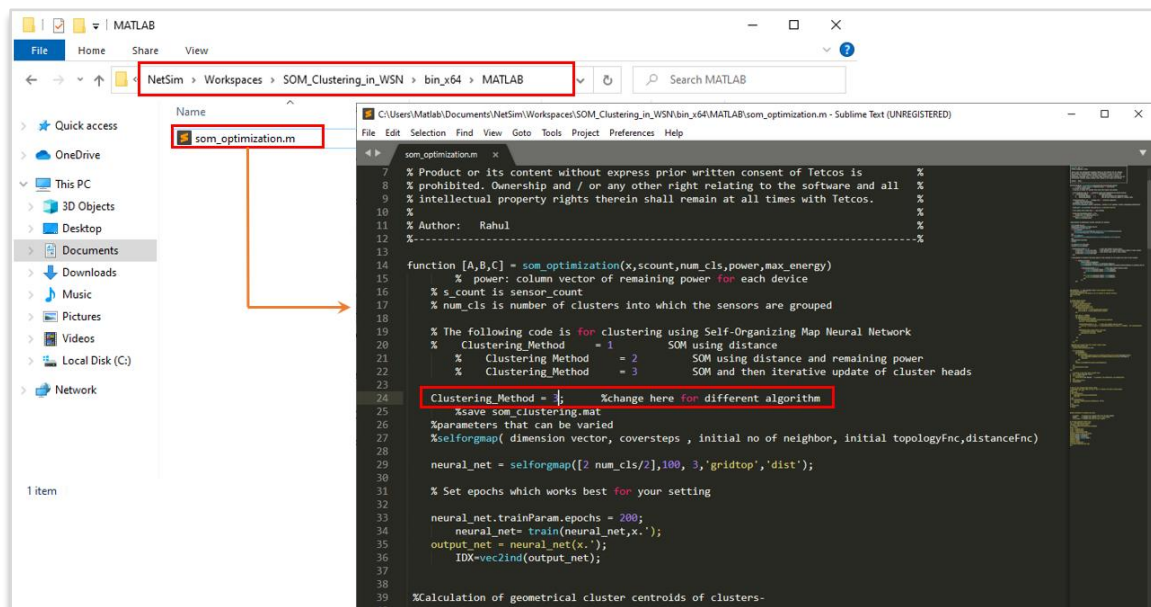 MATLAB
File Home Share View
NetSim > Workspaces > SOM_Clustering_in_WSN > bin_x64 > MATLAB
Search MATLAB
Name
Quick access
OneDrive
This PC
3D Objects
Desktop
Documents
Downloads
Music
Pictures
Videos
Local Disk (C:)
Network
1 item
som_optimization.m
C:\Users\Matlab\Documents\NetSim\Workspaces\SOM_Clustering_in_WSN\bin_x64\MATLAB\som_optimization.m - Sublime Text (UNREGISTERED)
File Edit Selection Find View Goto Tools Project Preferences Help
som_optimization.m ×
7 % Product or its content without express prior written consent of Tetcos is %
8 % prohibited. Ownership and / or any other right relating to the software and all %
9 % intellectual property rights therein shall remain at all times with Tetcos. %
10 % %
11 % Author: Rahul %
12 %---------------------------------------------------------------------------%
13
14 function [A,B,C] = som_optimization(x,scount,num_cls,power,max_energy)
15 % power: column vector of remaining power for each device
16 % s_count is sensor_count
17 % num_cls is number of clusters into which the sensors are grouped
18
19 % The following code is for clustering using Self-Organizing Map Neural Network
20 % Clustering_Method = 1 SOM using distance
21 % Clustering Method = 2 SOM using distance and remaining power
22 % Clustering_Method = 3 SOM and then iterative update of cluster heads
23
24 Clustering_Method = 3; %change here for different algorithm
25 %save som_clustering.mat
26 %parameters that can be varied
27 %selforgmap( dimension vector, coversteps , initial no of neighbor, initial topologyFnc,distanceFnc)
28
29 neural_net = selforgmap([2 num_cls/2],100, 3,'gridtop','dist');
30
31 % Set epochs which works best for your setting
32
33 neural_net.trainParam.epochs = 200;
34 neural_net= train(neural_net,x.');
35 output_net = neural_net(x.');
36 IDX=vec2ind(output_net);
37
38
39 %Calculation of geometrical cluster centroids of clusters-